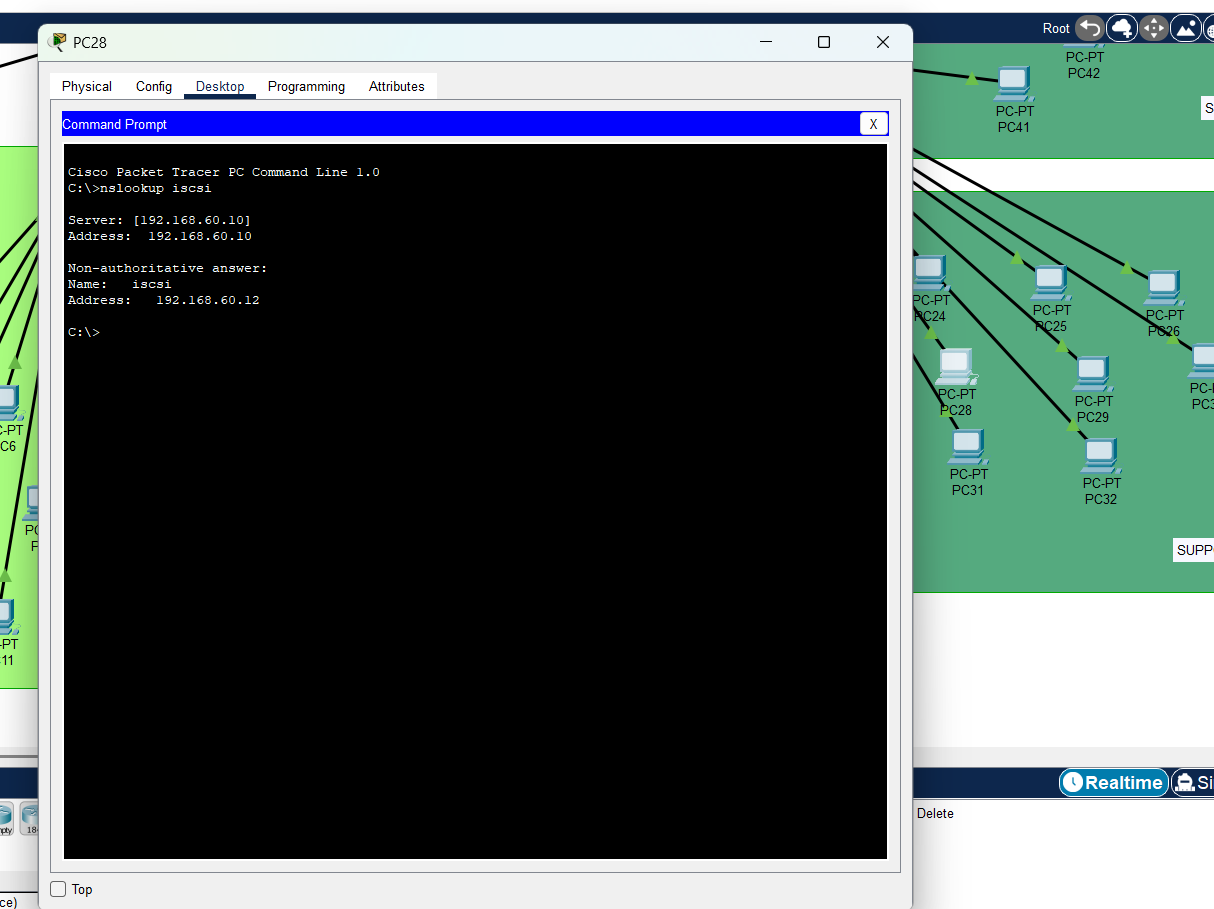 PC28
Root
Physical Config Desktop Programming Attributes
Command Prompt
X
Cisco Packet Tracer PC Command Line 1.0
C:\>nslookup iscsi
Server: [192.168.60.10]
Address:  192.168.60.10
Non-authoritative answer:
Name:   iscsi
Address:   192.168.60.12
C:\>
Top
PC-PT
PC42
PC-PT
PC41
S
PC-PT
PC24
PC-PT
PC25
PC-PT
PC26
PC-PT
PC28
PC-PT
PC29
PC-
PC3
PC-PT
PC31
PC-PT
PC32
SUPP
C-PT
C6
PC
P
-PT
11
Realtime
Si
Delete
mpty
18
ce)